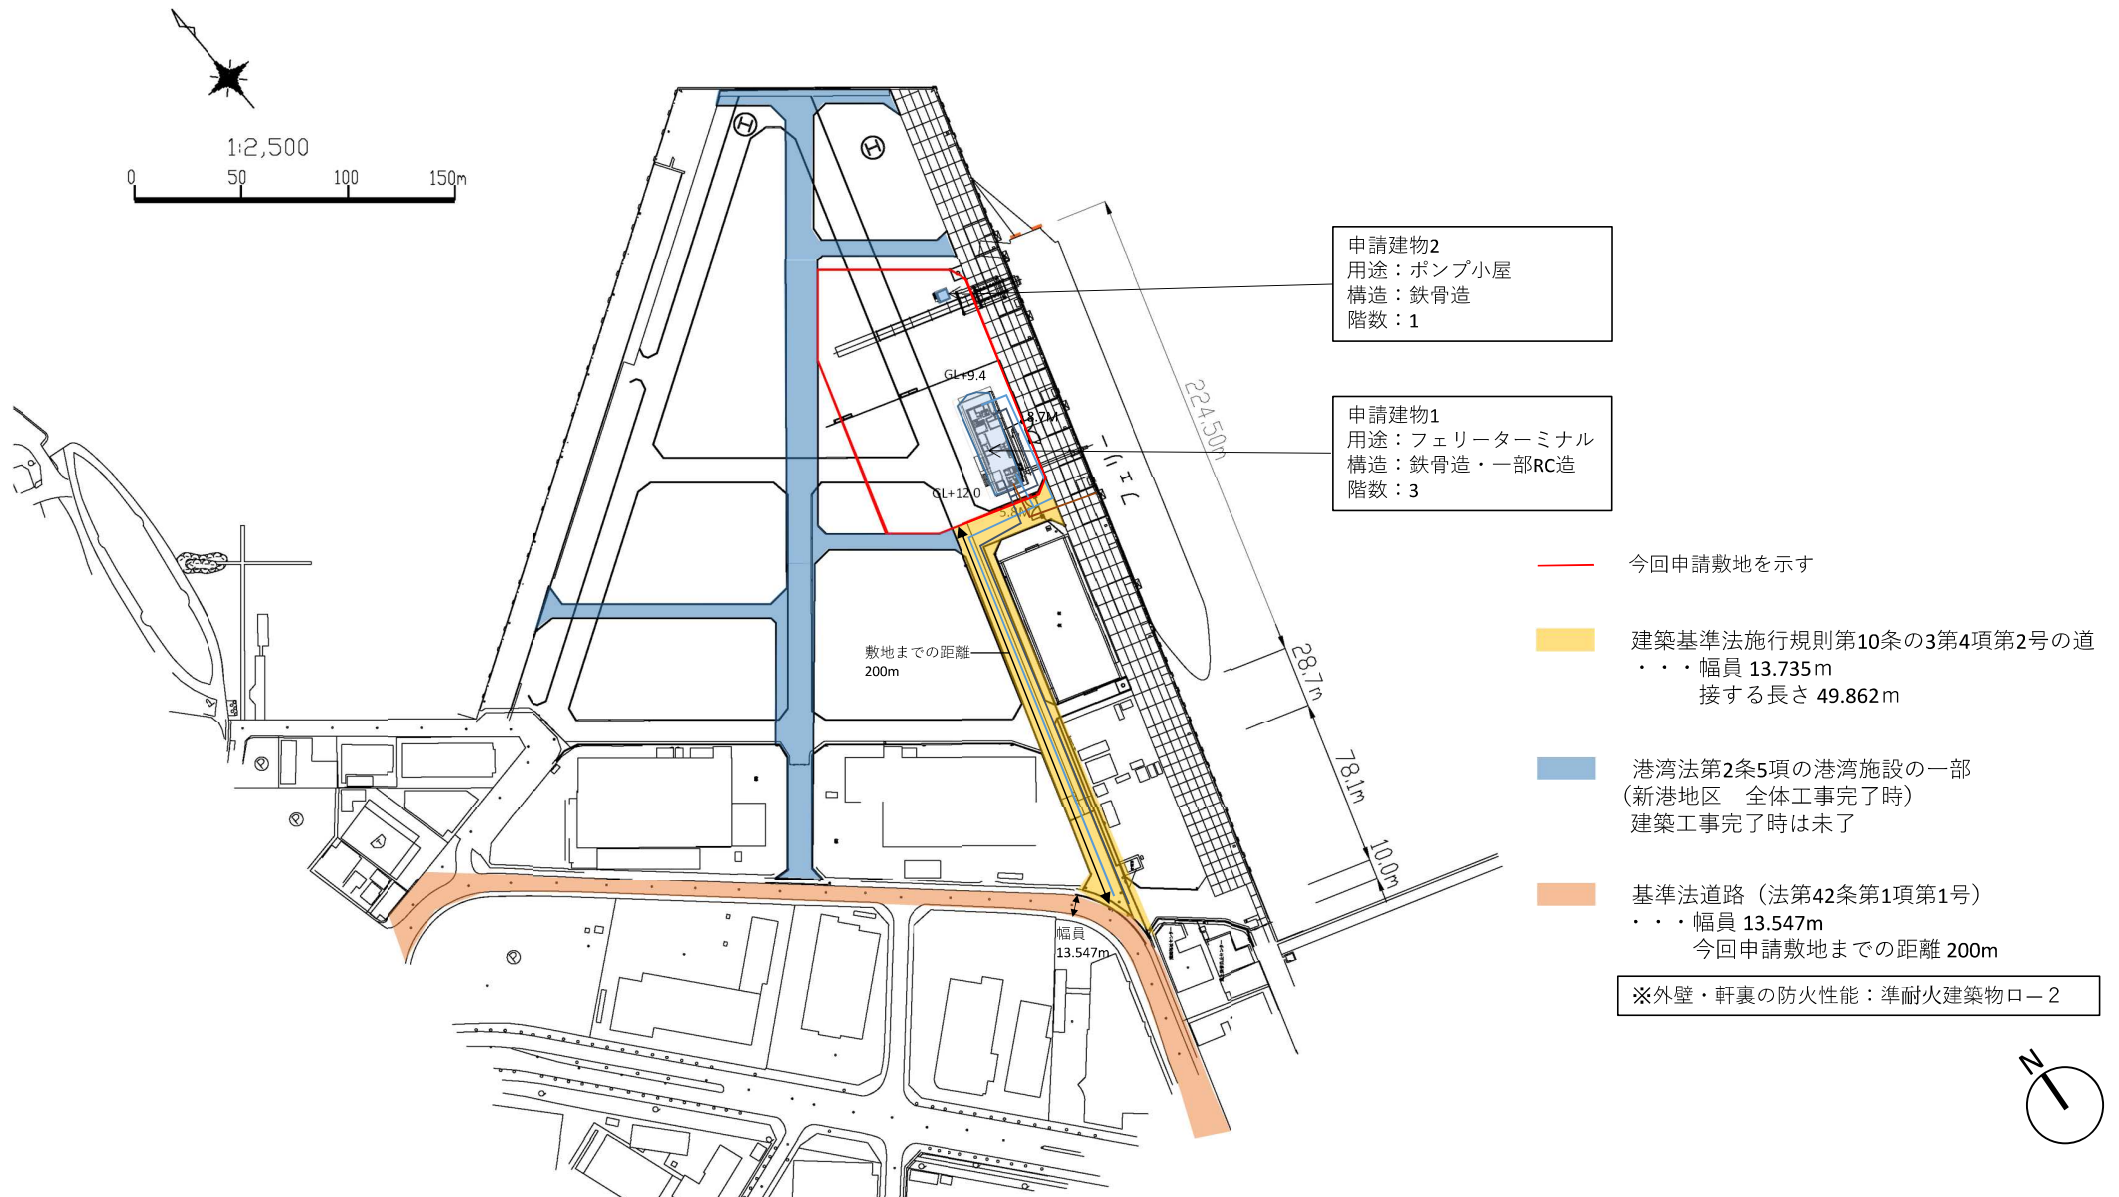 1:2,500
0 50 100 150m
申請建物2
用途：ポンプ小屋
構造：鉄骨造
階数：1
申請建物1
用途：フェリーターミナル
構造：鉄骨造・一部RC造
階数：3
GL+9.4
8.7M
GL+12.0
5.8M
フェリー
224.50m
28.7m
78.1m
10.0m
敷地までの距離
200m
幅員
13.547m
今回申請敷地を示す
建築基準法施行規則第10条の3第4項第2号の道
・・・幅員 13.735m
接する長さ 49.862m
港湾法第2条5項の港湾施設の一部
（新港地区　全体工事完了時）
建築工事完了時は未了
基準法道路（法第42条第1項第1号）
・・・幅員 13.547m
今回申請敷地までの距離 200m
※外壁・軒裏の防火性能：準耐火建築物ロー２
N